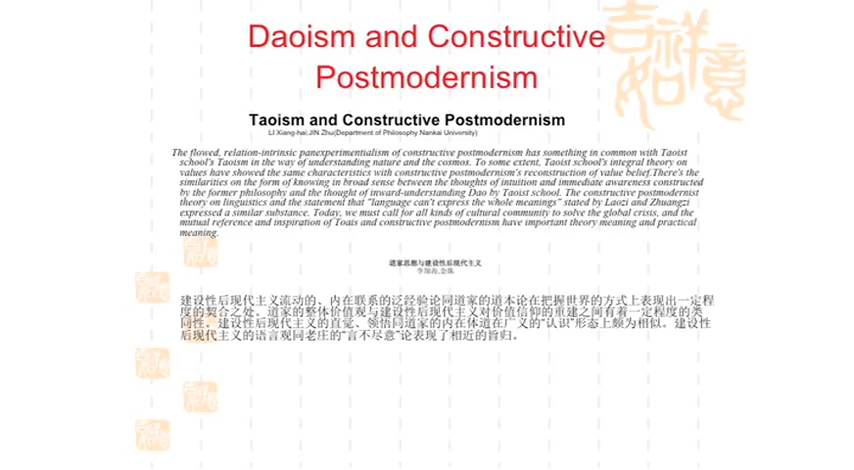 Daoism and Constructive
Postmodernism
Taoism and Constructive Postmodernism
LI Xiang-hai;JIN Zhu(Department of Philosophy Nankai University)
The flowed, relation-intrinsic panexperimentialism of constructive postmodernism has something in common with Taoist
school's Taoism in the way of understanding nature and the cosmos. To some extent, Taoist school's integral theory on
values have showed the same characteristics with constructive postmodernism's reconstruction of value belief.There's the
similarities on the form of knowing in broad sense between the thoughts of intuition and immediate awareness constructed
by the former philosophy and the thought of inward-understanding Dao by Taoist school. The constructive postmodernist
theory on linguistics and the statement that "language can't express the whole meanings" stated by Laozi and Zhuangzi
expressed a similar substance. Today, we must call for all kinds of cultural community to solve the global crisis, and the
mutual reference and inspiration of Toais and constructive postmodernism have important theory meaning and practical
meaning.
道家思想与建设性后现代主义
李翔海,金珠
建设性后现代主义流动的、内在联系的泛经验论同道家的道本论在把握世界的方式上表现出一定程
度的契合之处。道家的整体价值观与建设性后现代主义对价值信仰的重建之间有着一定程度的类
同性。建设性后现代主义的直觉、领悟同道家的内在体道在广义的“认识”形态上颇为相似。建设性
后现代主义的语言观同老庄的“言不尽意”论表现了相近的旨归。
吉祥如意